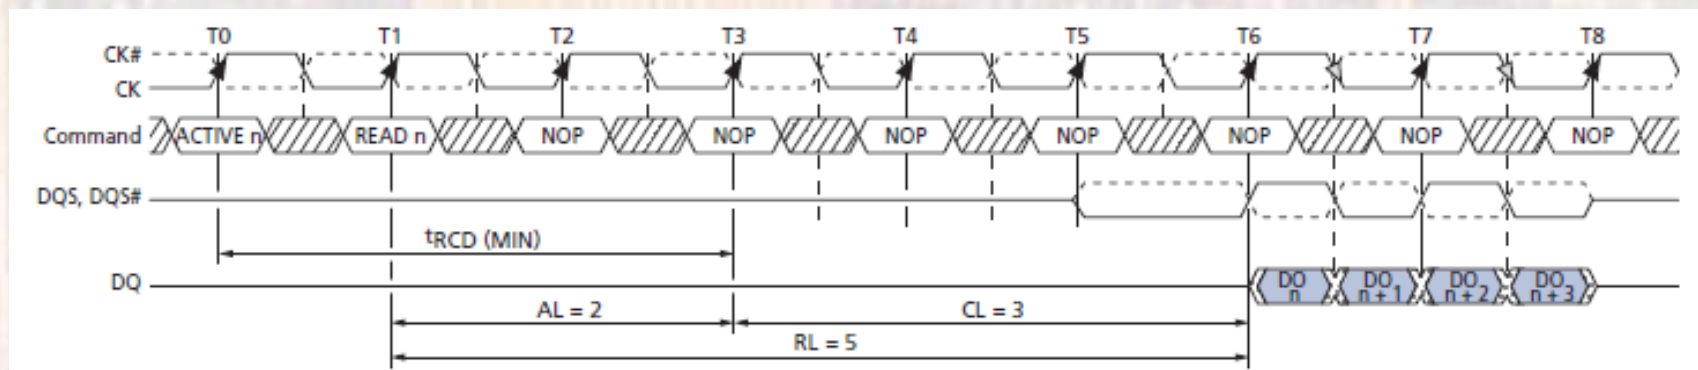 T0 T1 T2 T3 T4 T5 T6 T7 T8
CK#
CK
Command ACTIVE n READ n NOP NOP NOP NOP NOP NOP NOP
DQS, DQS#
tRCD (MIN)
DQ DO n DO n + 1 DO n + 2 DO n + 3
AL = 2 CL = 3
RL = 5